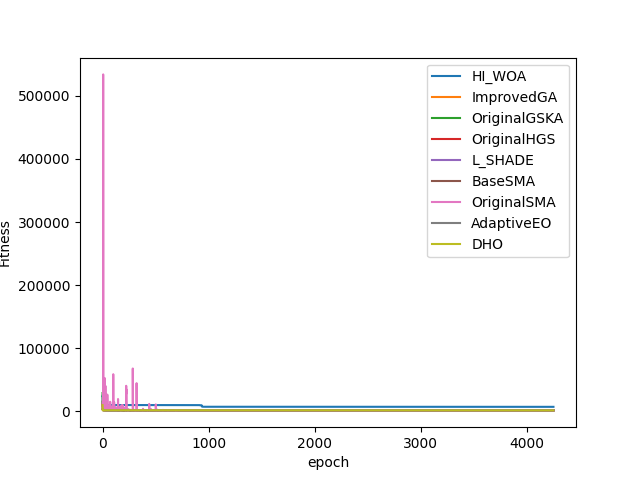 500000
400000
300000
200000
100000
0
Fitness
0 1000 2000 3000 4000
epoch
HI_WOA
ImprovedGA
OriginalGSKA
OriginalHGS
L_SHADE
BaseSMA
OriginalSMA
AdaptiveEO
DHO